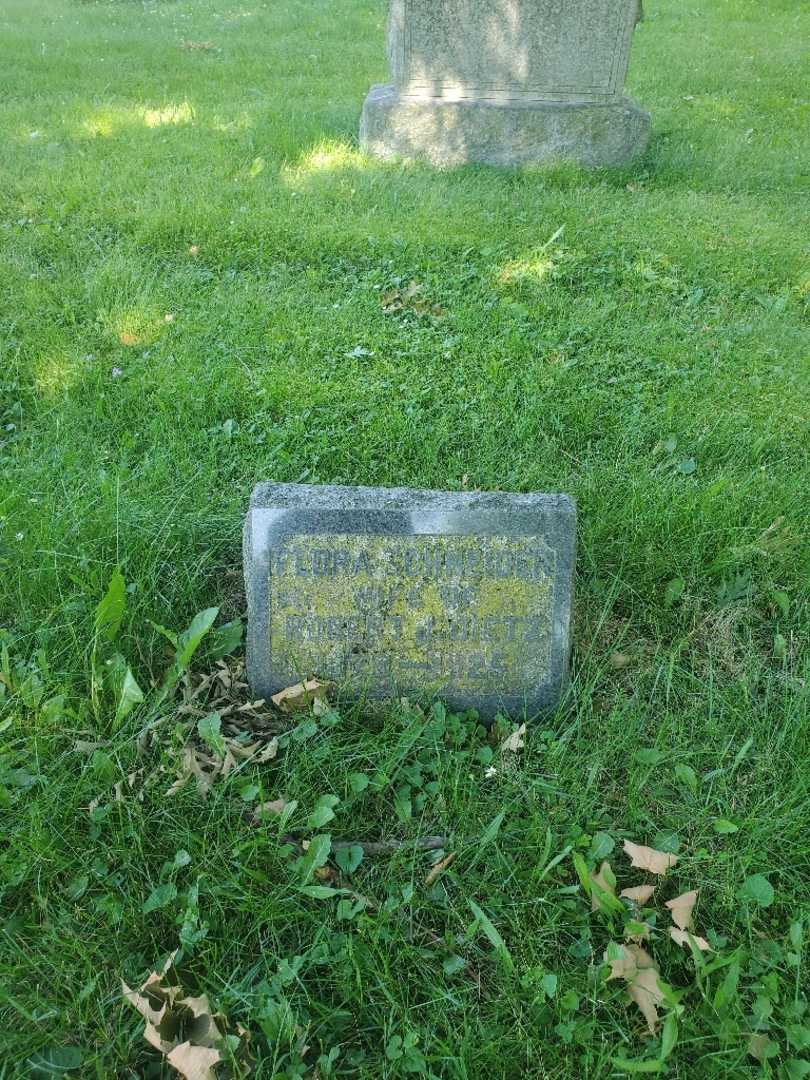 FLORA SCHNEIDER
WIFE OF
ROBERT J. DIETZ